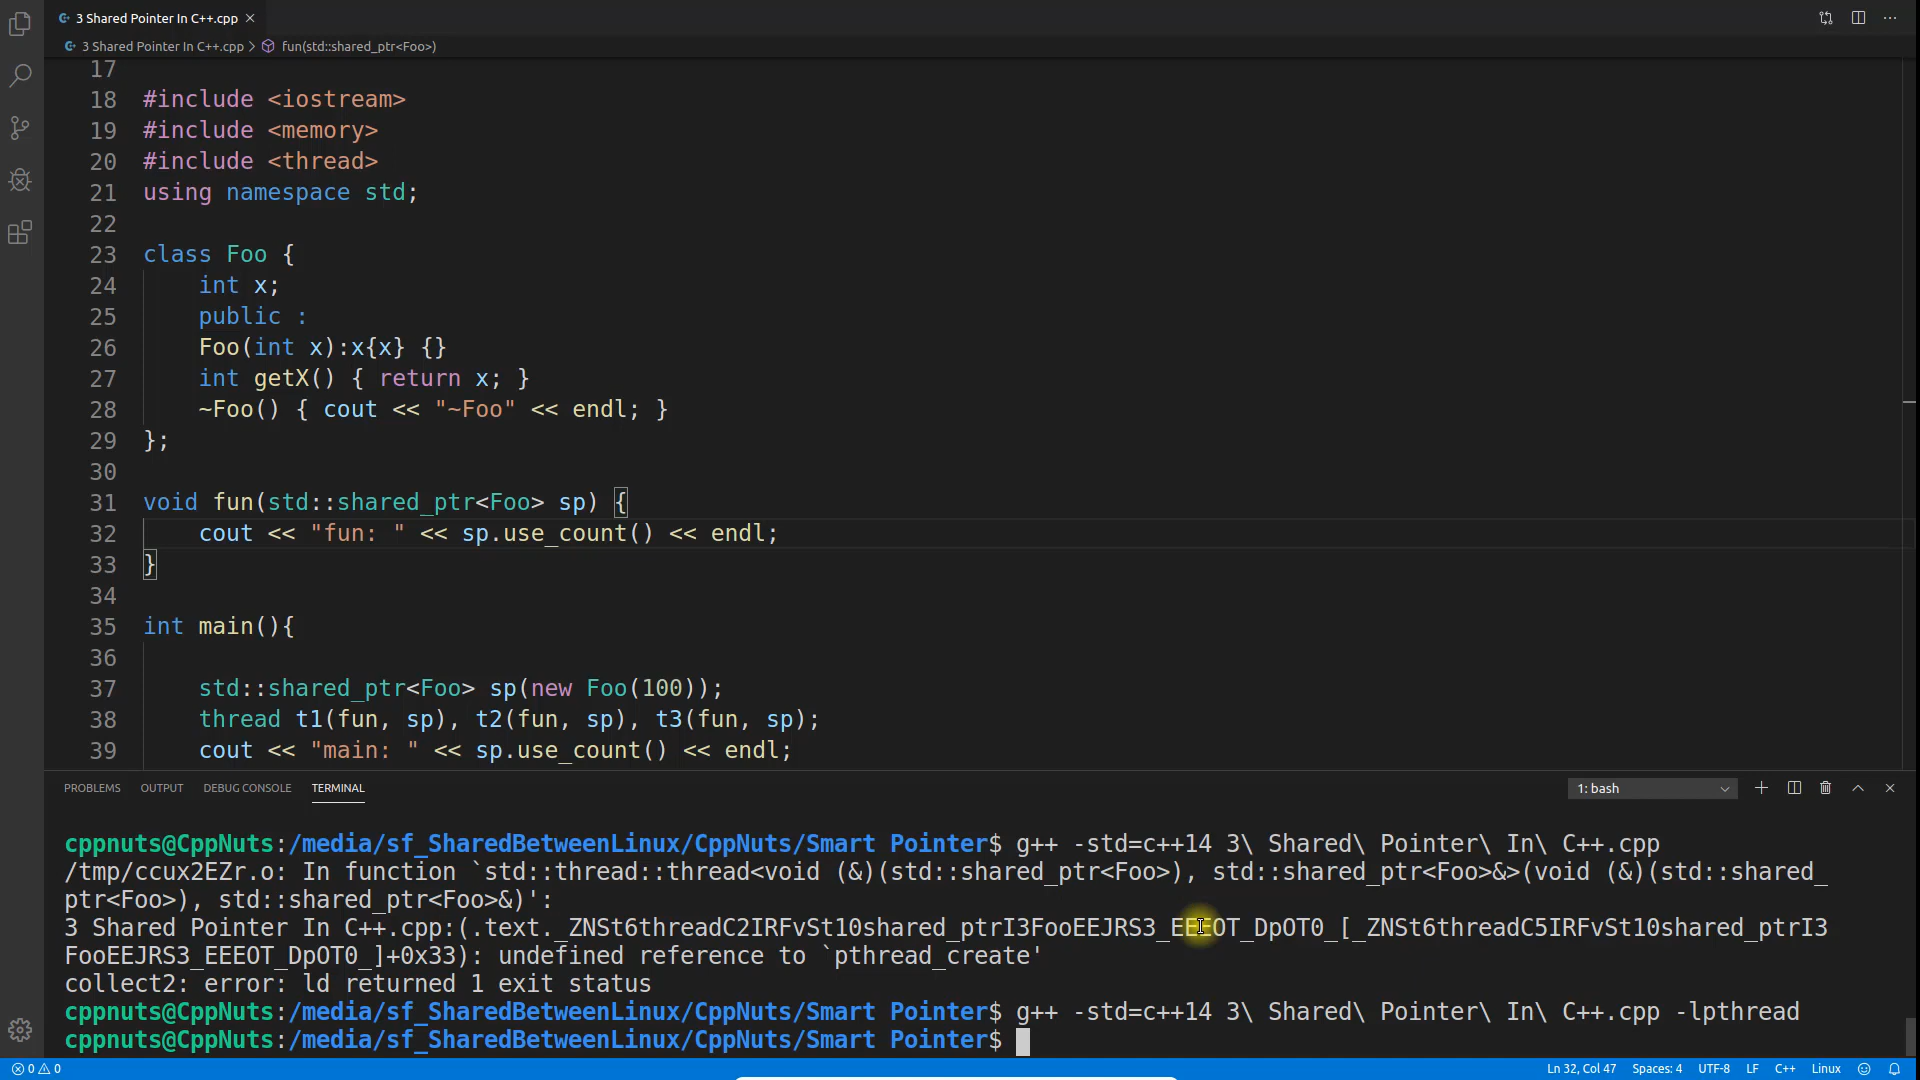 3 Shared Pointer In C++.cpp
3 Shared Pointer In C++.cpp > fun(std::shared_ptr<Foo>)
17
18 #include <iostream>
19 #include <memory>
20 #include <thread>
21 using namespace std;
22
23 class Foo {
24 int x;
25 public :
26 Foo(int x):x{x} {}
27 int getX() { return x; }
28 ~Foo() { cout << "~Foo" << endl; }
29 };
30
31 void fun(std::shared_ptr<Foo> sp) {
32 cout << "fun: " << sp.use_count() << endl;
33 }
34
35 int main(){
36
37 std::shared_ptr<Foo> sp(new Foo(100));
38 thread t1(fun, sp), t2(fun, sp), t3(fun, sp);
39 cout << "main: " << sp.use_count() << endl;
PROBLEMS OUTPUT DEBUG CONSOLE TERMINAL 1: bash
cppnuts@CppNuts:/media/sf_SharedBetweenLinux/CppNuts/Smart Pointer$ g++ -std=c++14 3\ Shared\ Pointer\ In\ C++.cpp
/tmp/ccux2EZr.o: In function `std::thread::thread<void (&)(std::shared_ptr<Foo>), std::shared_ptr<Foo>&>(void (&)(std::shared_
ptr<Foo>), std::shared_ptr<Foo>&)':
3 Shared Pointer In C++.cpp:(.text._ZNSt6threadC2IRFvSt10shared_ptrI3FooEEJRS3_EEEOT_DpOT0_[_ZNSt6threadC5IRFvSt10shared_ptrI3
FooEEJRS3_EEEOT_DpOT0_]+0x33): undefined reference to `pthread_create'
collect2: error: ld returned 1 exit status
cppnuts@CppNuts:/media/sf_SharedBetweenLinux/CppNuts/Smart Pointer$ g++ -std=c++14 3\ Shared\ Pointer\ In\ C++.cpp -lpthread
cppnuts@CppNuts:/media/sf_SharedBetweenLinux/CppNuts/Smart Pointer$
0 0 Ln 32, Col 47 Spaces: 4 UTF-8 LF C++ Linux